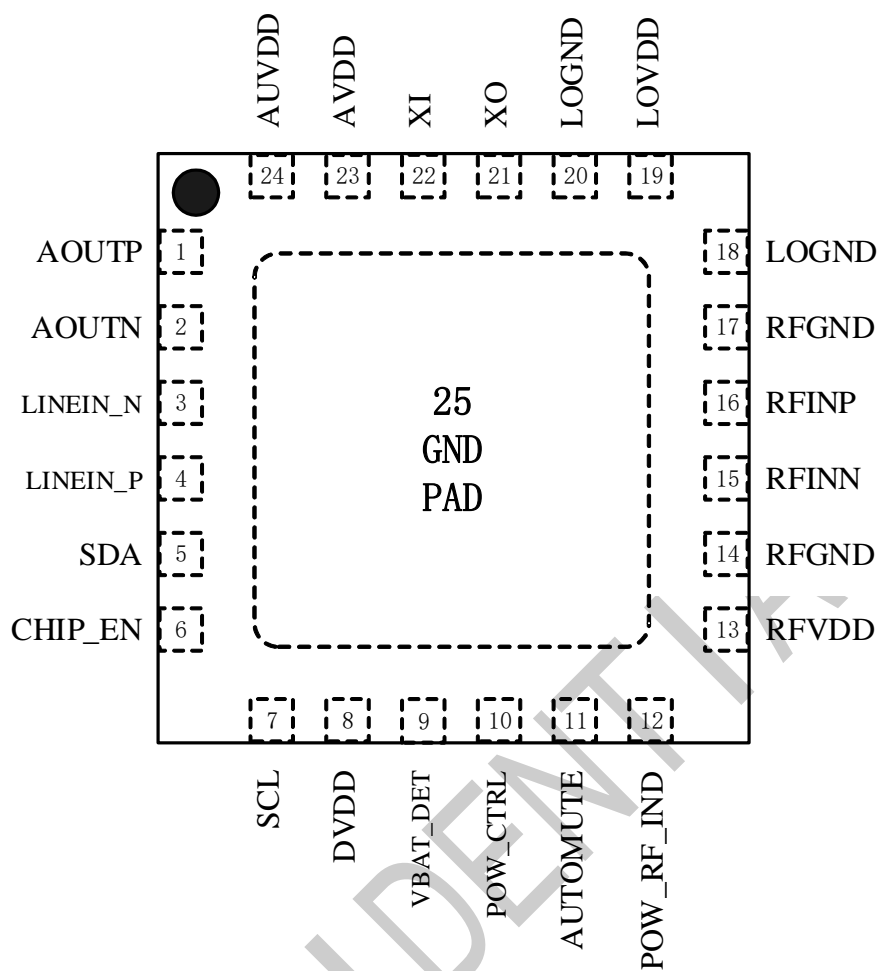 AUVDD
AVDD
XI
XO
LOGND
LOVDD
24
23
22
21
20
19
AOUTP
1
AOUTN
2
LINEIN_N
3
LINEIN_P
4
SDA
5
CHIP_EN
6
25
GND
PAD
18
LOGND
17
RFGND
16
RFINP
15
RFINN
14
RFGND
13
RFVDD
7
8
9
10
11
12
SCL
DVDD
VBAT_DET
POW_CTRL
AUTOMUTE
POW_RF_IND